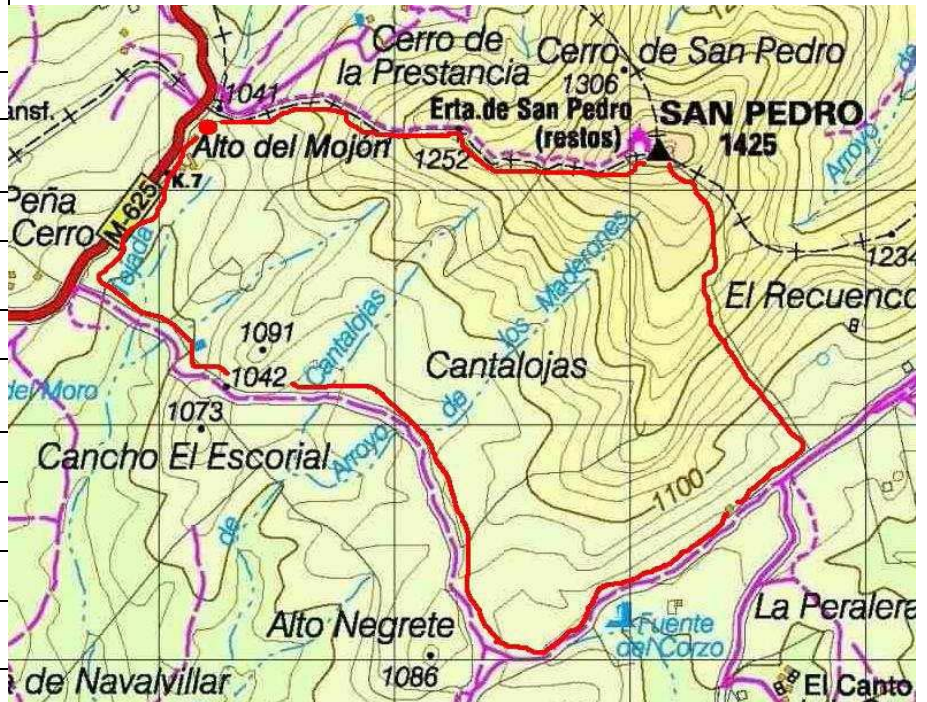 Cerro de
la Prestancia
Cerro de San Pedro
1306
1041
ansf.
Erta. de San Pedro
(restos)
SAN PEDRO
1425
Alto del Mojón
1252
Arroyo
de
K.7
M-625
Peña
Cerro
Tejada
1234
El Recuenco
1091
Cantalojas
los Maderones
de
Arroyo
Cantalojas
1042
del Moro
1073
Cancho El Escorial
de
1100
Alto Negrete
1086
Fuente
del Corzo
La Peralera
de Navalvillar
El Canto